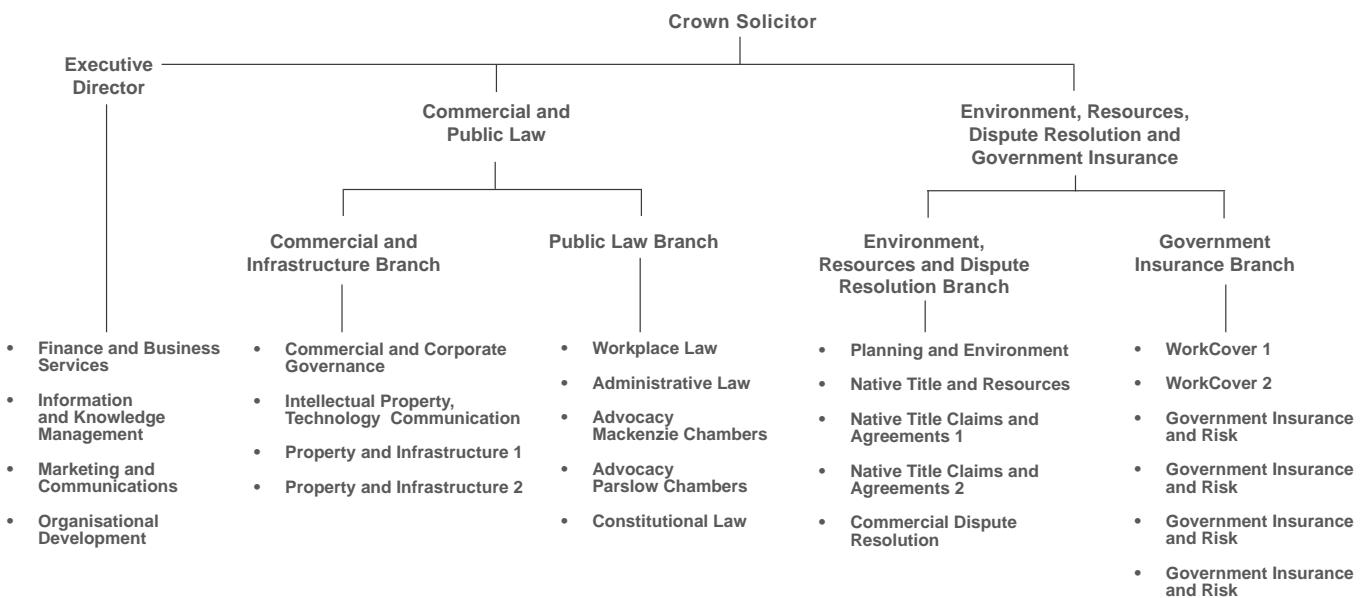 Crown Solicitor
Executive
Director
Commercial and
Public Law
Environment, Resources,
Dispute Resolution and
Government Insurance
Commercial and
Infrastructure Branch
Public Law Branch
Environment,
Resources and Dispute
Resolution Branch
Government
Insurance Branch
• Finance and Business
Services
• Information
and Knowledge
Management
• Marketing and
Communications
• Organisational
Development
• Commercial and Corporate
Governance
• Intellectual Property,
Technology Communication
• Property and Infrastructure 1
• Property and Infrastructure 2
• Workplace Law
• Administrative Law
• Advocacy
Mackenzie Chambers
• Advocacy
Parslow Chambers
• Constitutional Law
• Planning and Environment
• Native Title and Resources
• Native Title Claims and
Agreements 1
• Native Title Claims and
Agreements 2
• Commercial Dispute
Resolution
• WorkCover 1
• WorkCover 2
• Government Insurance
and Risk
• Government Insurance
and Risk
• Government Insurance
and Risk
• Government Insurance
and Risk